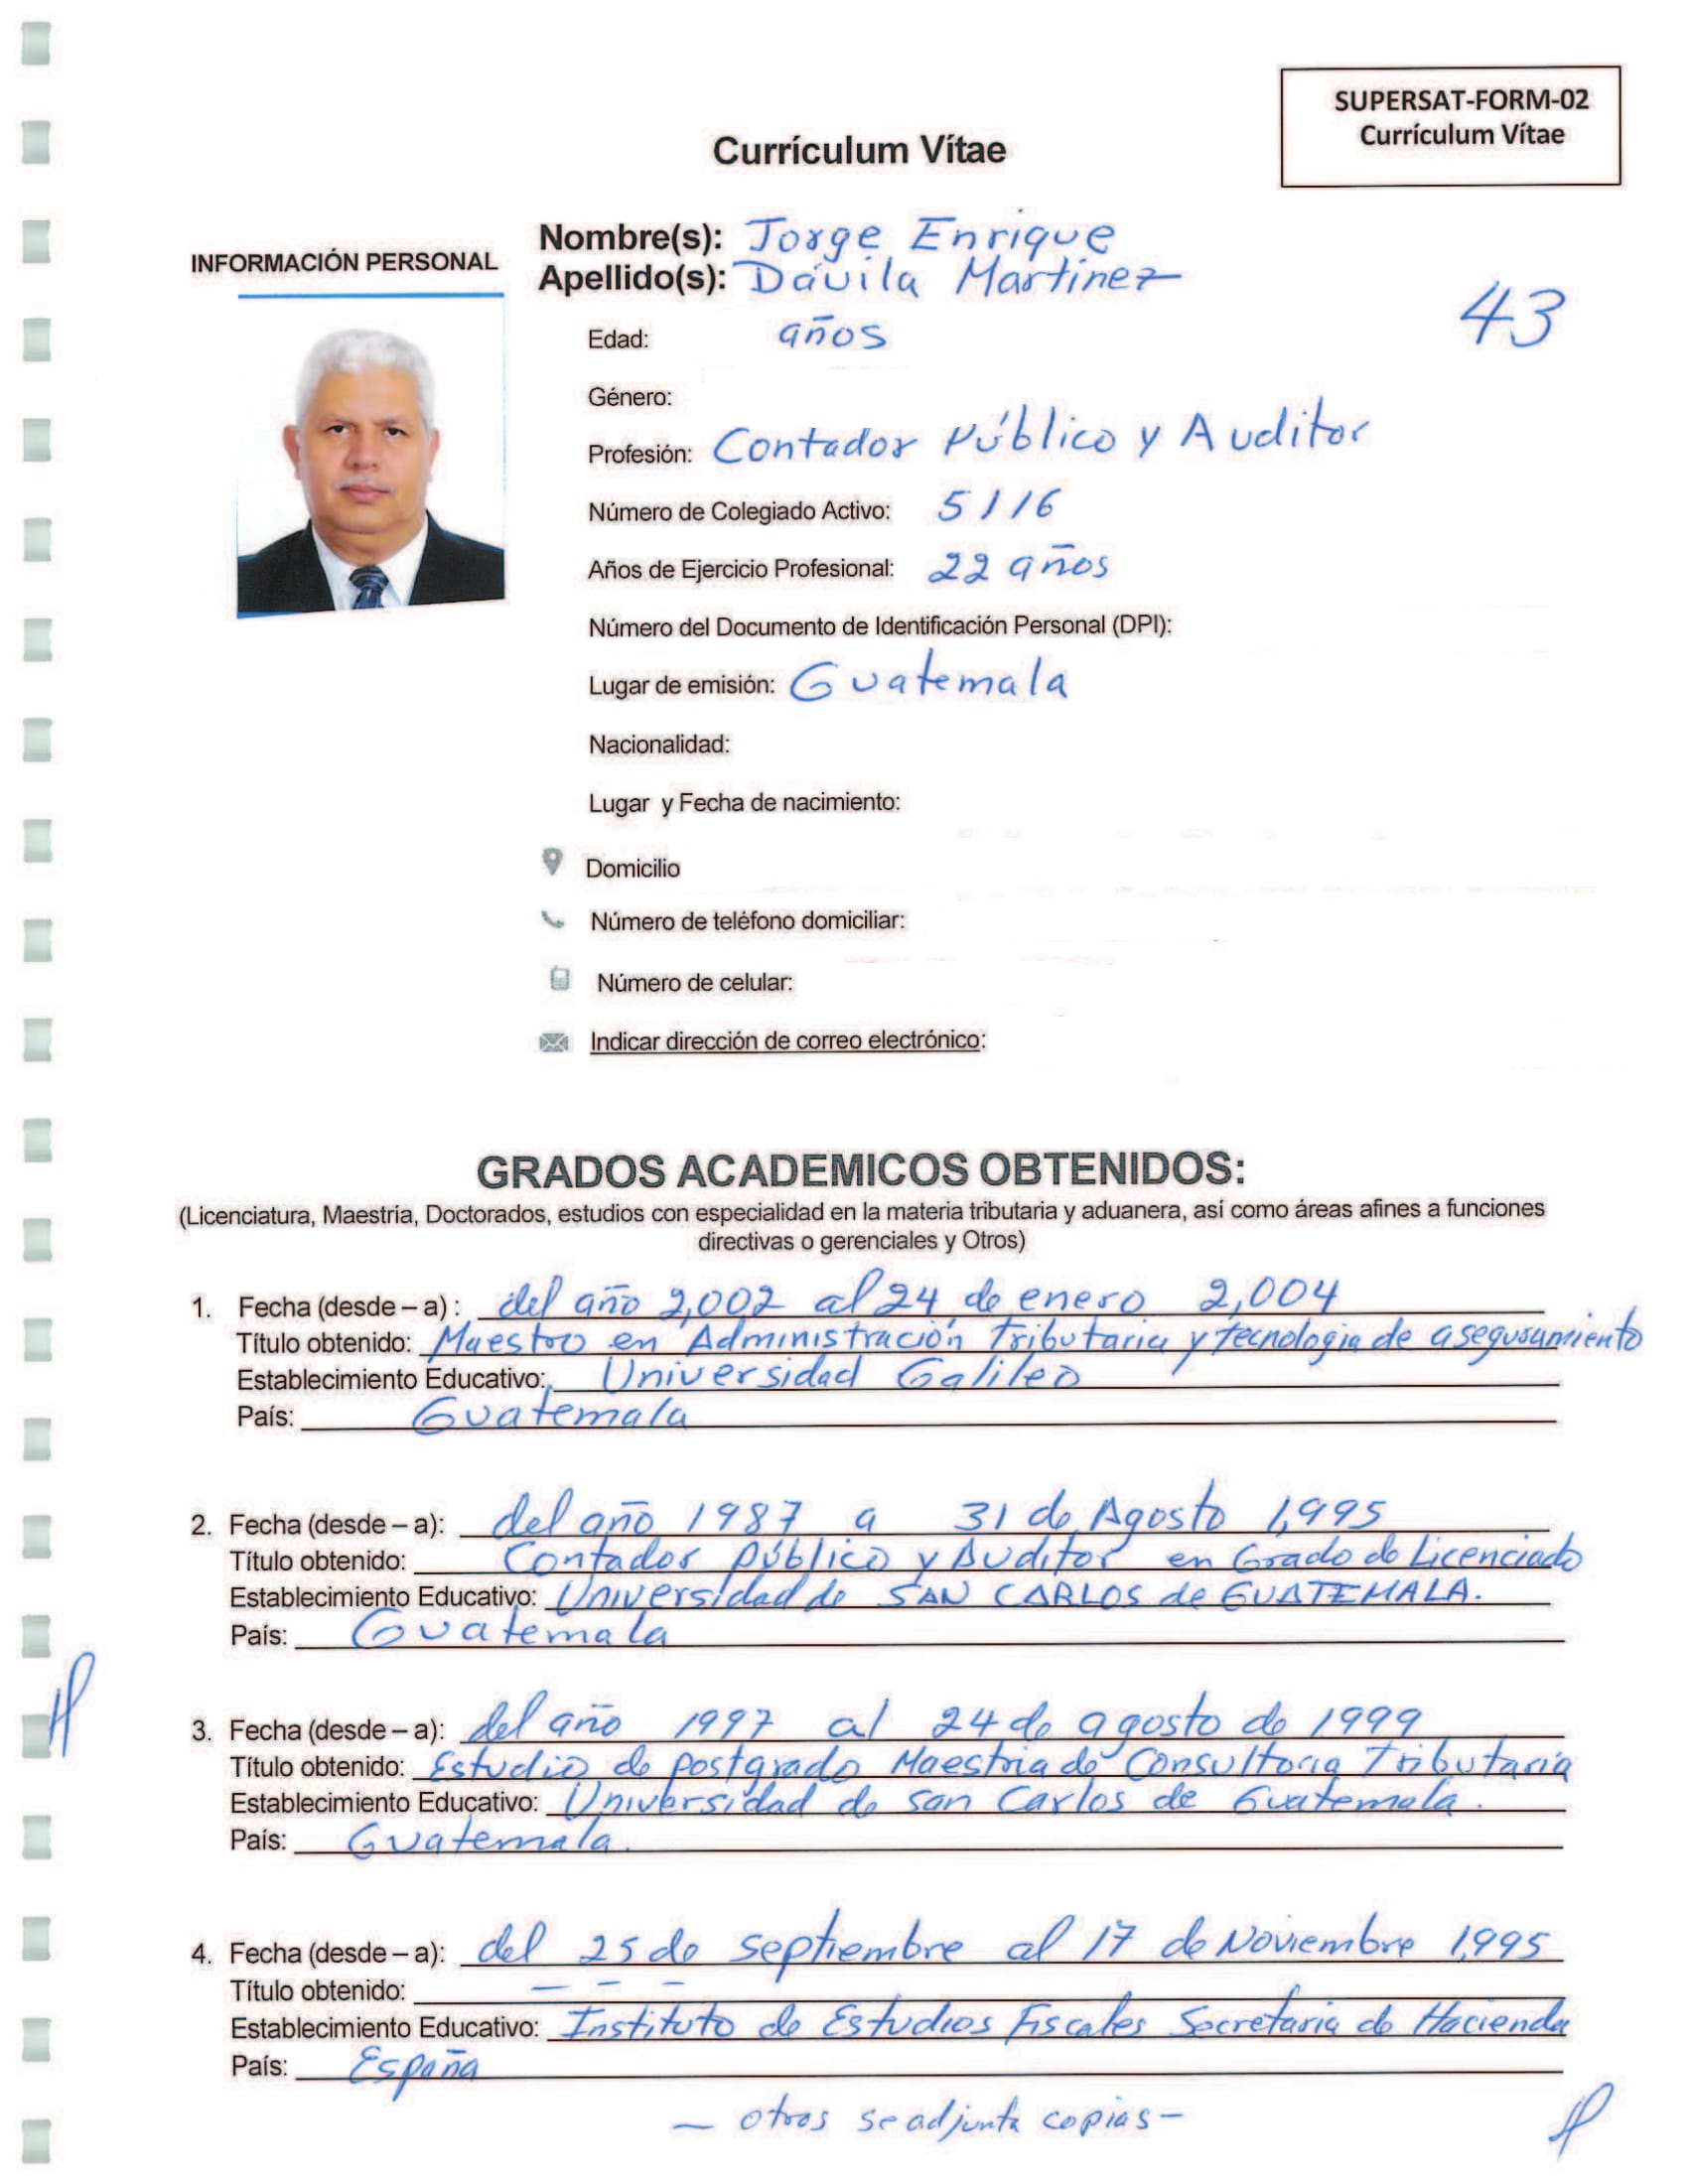 SUPERSAT-FORM-02
Currículum Vítae
Currículum Vítae
INFORMACIÓN PERSONAL
Nombre(s): Jorge Enrique
Apellido(s): Dávila Martinez
43
Edad: años
Género:
Profesión: Contador Público y Auditor
Número de Colegiado Activo: 5116
Años de Ejercicio Profesional: 22 años
Número del Documento de Identificación Personal (DPI):
Lugar de emisión: Guatemala
Nacionalidad:
Lugar y Fecha de nacimiento:
Domicilio
Número de teléfono domiciliar:
Número de celular:
Indicar dirección de correo electrónico:
GRADOS ACADEMICOS OBTENIDOS:
(Licenciatura, Maestria, Doctorados, estudios con especialidad en la materia tributaria y aduanera, así como áreas afines a funciones
directivas o gerenciales y Otros)
1. Fecha (desde – a) : del año 2,002 al 24 de enero 2,004
Título obtenido: Maestro en Administración Tributaria y tecnologia de asegusamiento
Establecimiento Educativo: Universidad Galileo
País: Guatemala
2. Fecha (desde – a): del año 1987 a 31 de Agosto 1,995
Título obtenido: Contador Público y Auditor en Grado de Licenciado
Establecimiento Educativo: Universidad de SAN CARLOS de GUATEMALA.
País: Guatemala
3. Fecha (desde – a): del año 1997 al 24 de agosto de 1999
Título obtenido: Estudio de postgrado Maestria de Consultoria Tributaria
Establecimiento Educativo: Universidad de San Carlos de Guatemala.
País: Guatemala.
4. Fecha (desde – a): del 25 de septiembre al 17 de Noviembre 1,995
Título obtenido: – – –
Establecimiento Educativo: Instituto de Estudios Fiscales Secretaria de Hacienda
País: España
– otros se adjunta copias –